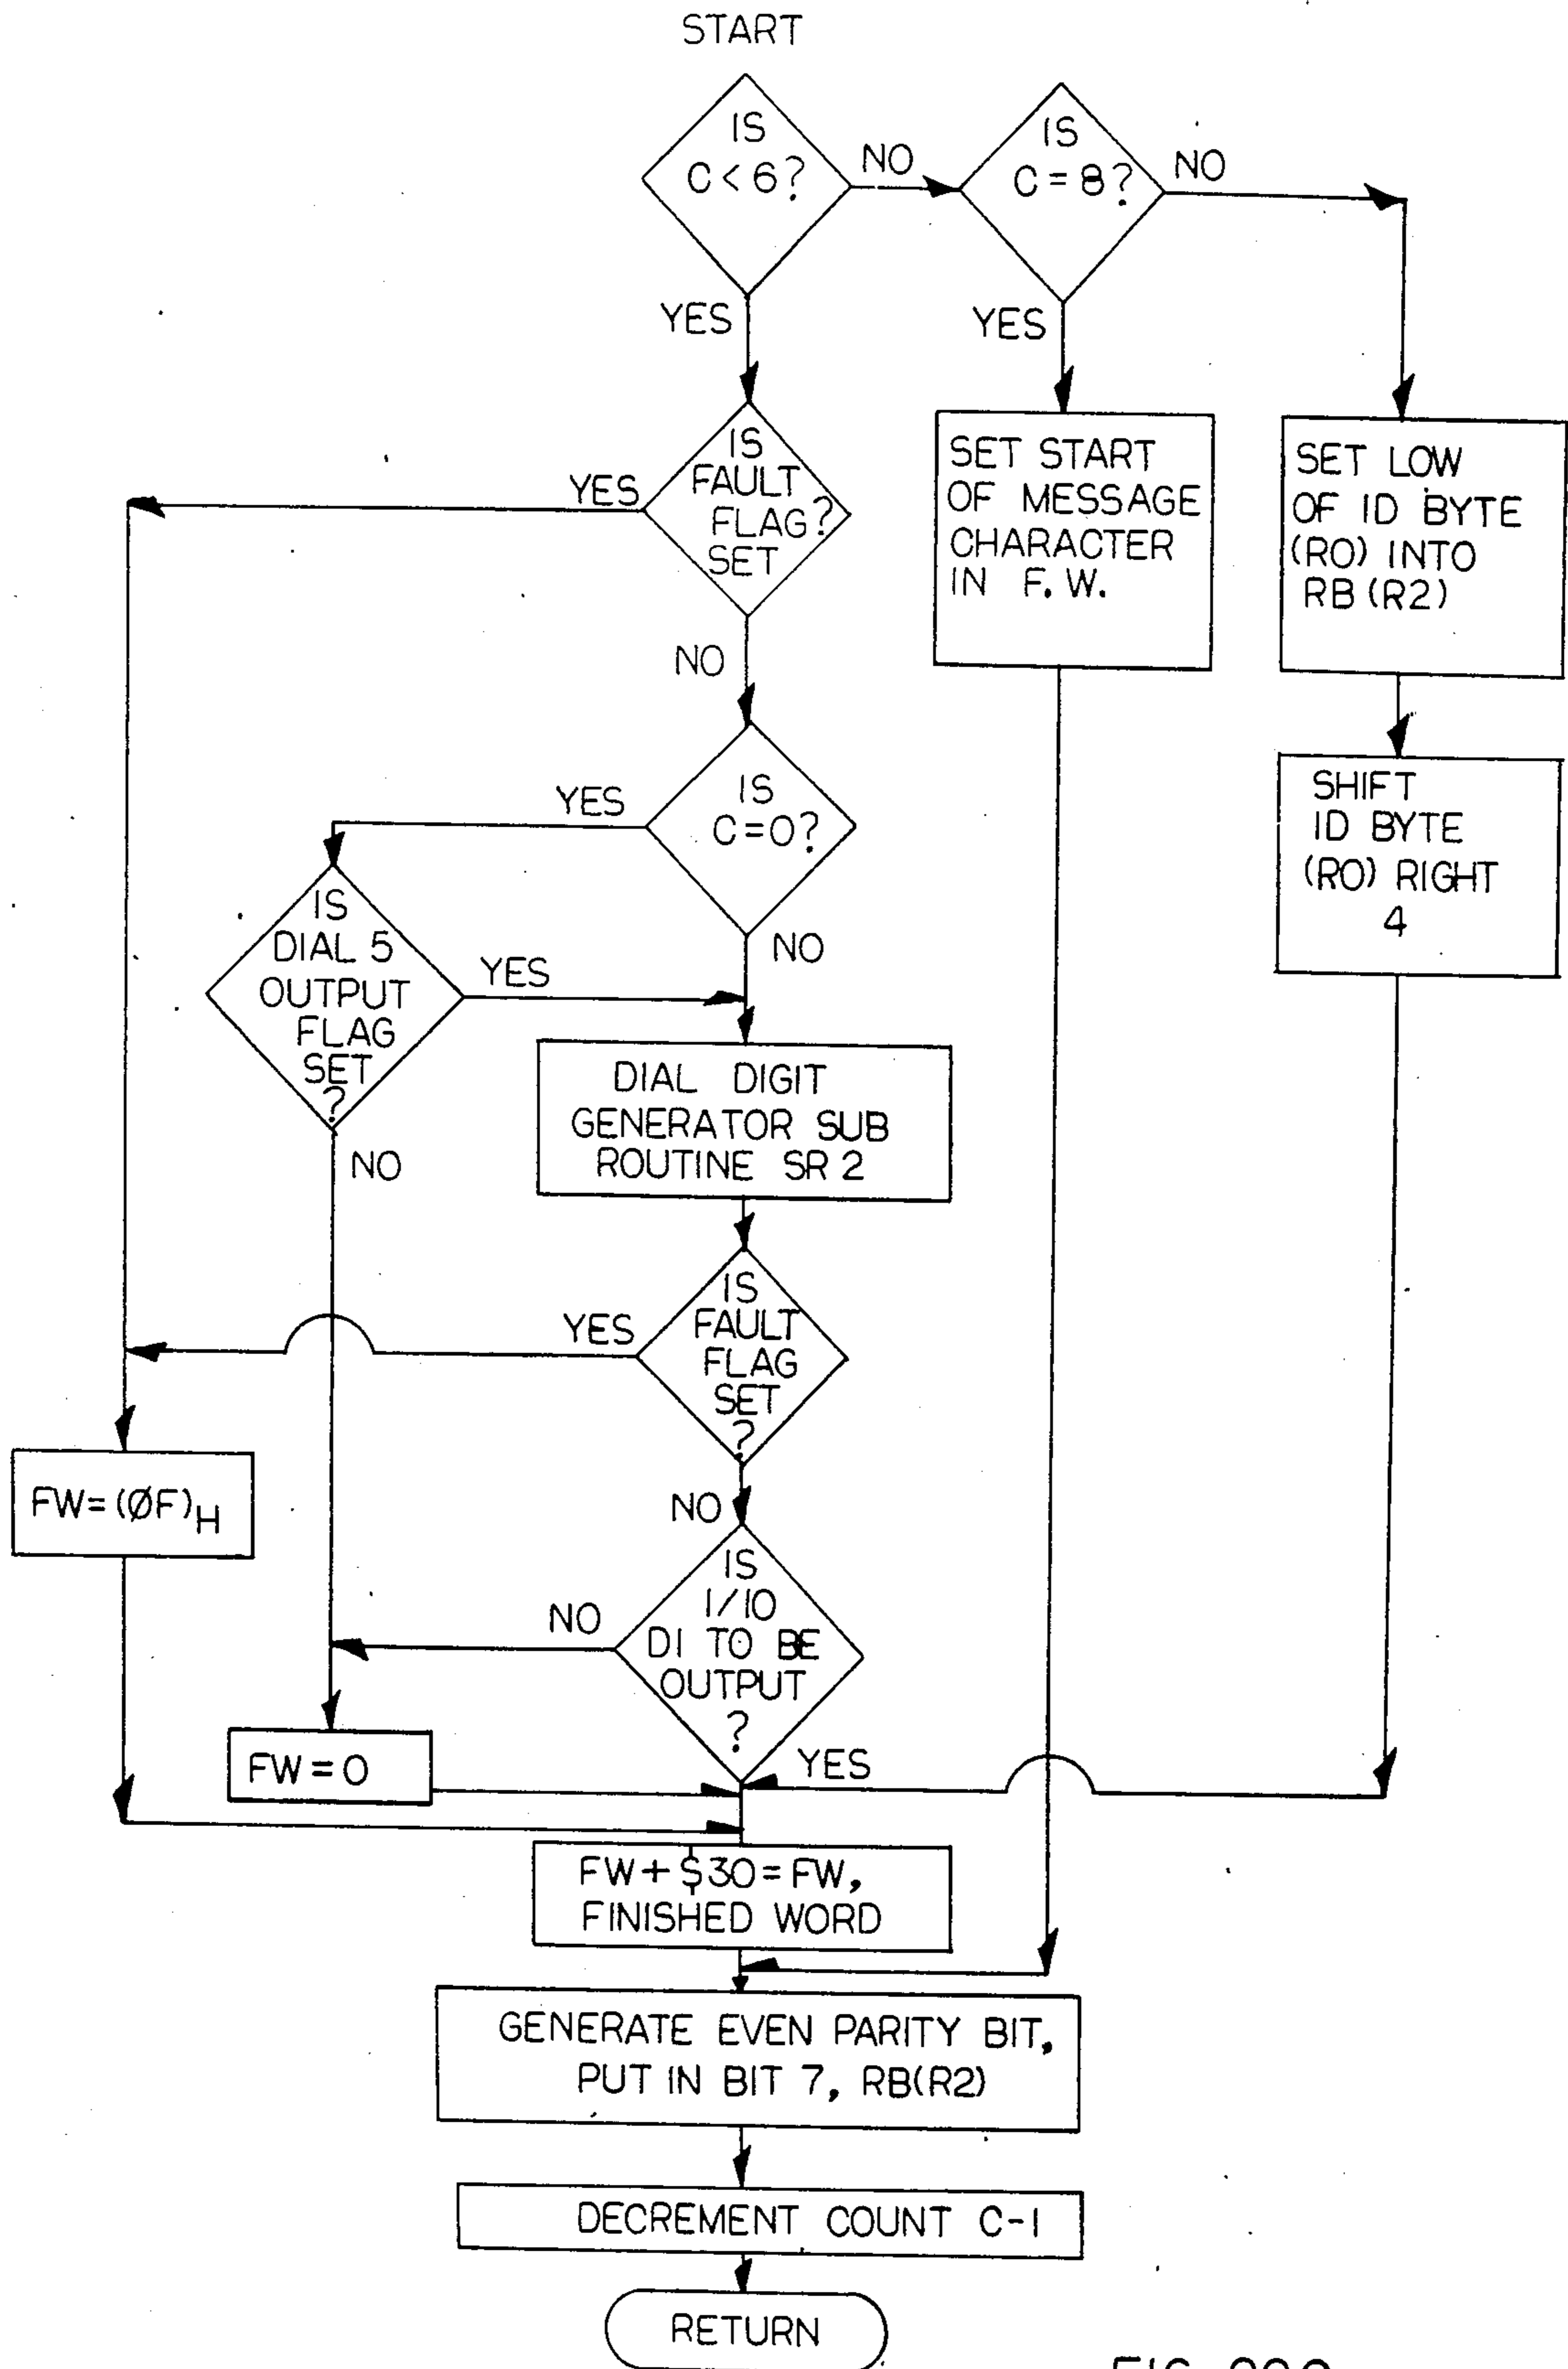 START
IS
C < 6?
NO
IS
C = 8?
NO
YES
YES
IS
FAULT
FLAG?
SET
YES
NO
SET START
OF MESSAGE
CHARACTER
IN F. W.
SET LOW
OF ID BYTE
(RO) INTO
RB (R2)
IS
C=0?
YES
NO
SHIFT
ID BYTE
(RO) RIGHT
4
IS
DIAL 5
OUTPUT
FLAG
SET
?
YES
NO
DIAL DIGIT
GENERATOR SUB
ROUTINE SR 2
IS
FAULT
FLAG
SET
?
YES
NO
FW=(ØF)H
IS
1/10
DI TO BE
OUTPUT
?
NO
YES
FW = 0
FW+$30=FW,
FINISHED WORD
GENERATE EVEN PARITY BIT,
PUT IN BIT 7, RB(R2)
DECREMENT COUNT C-1
RETURN